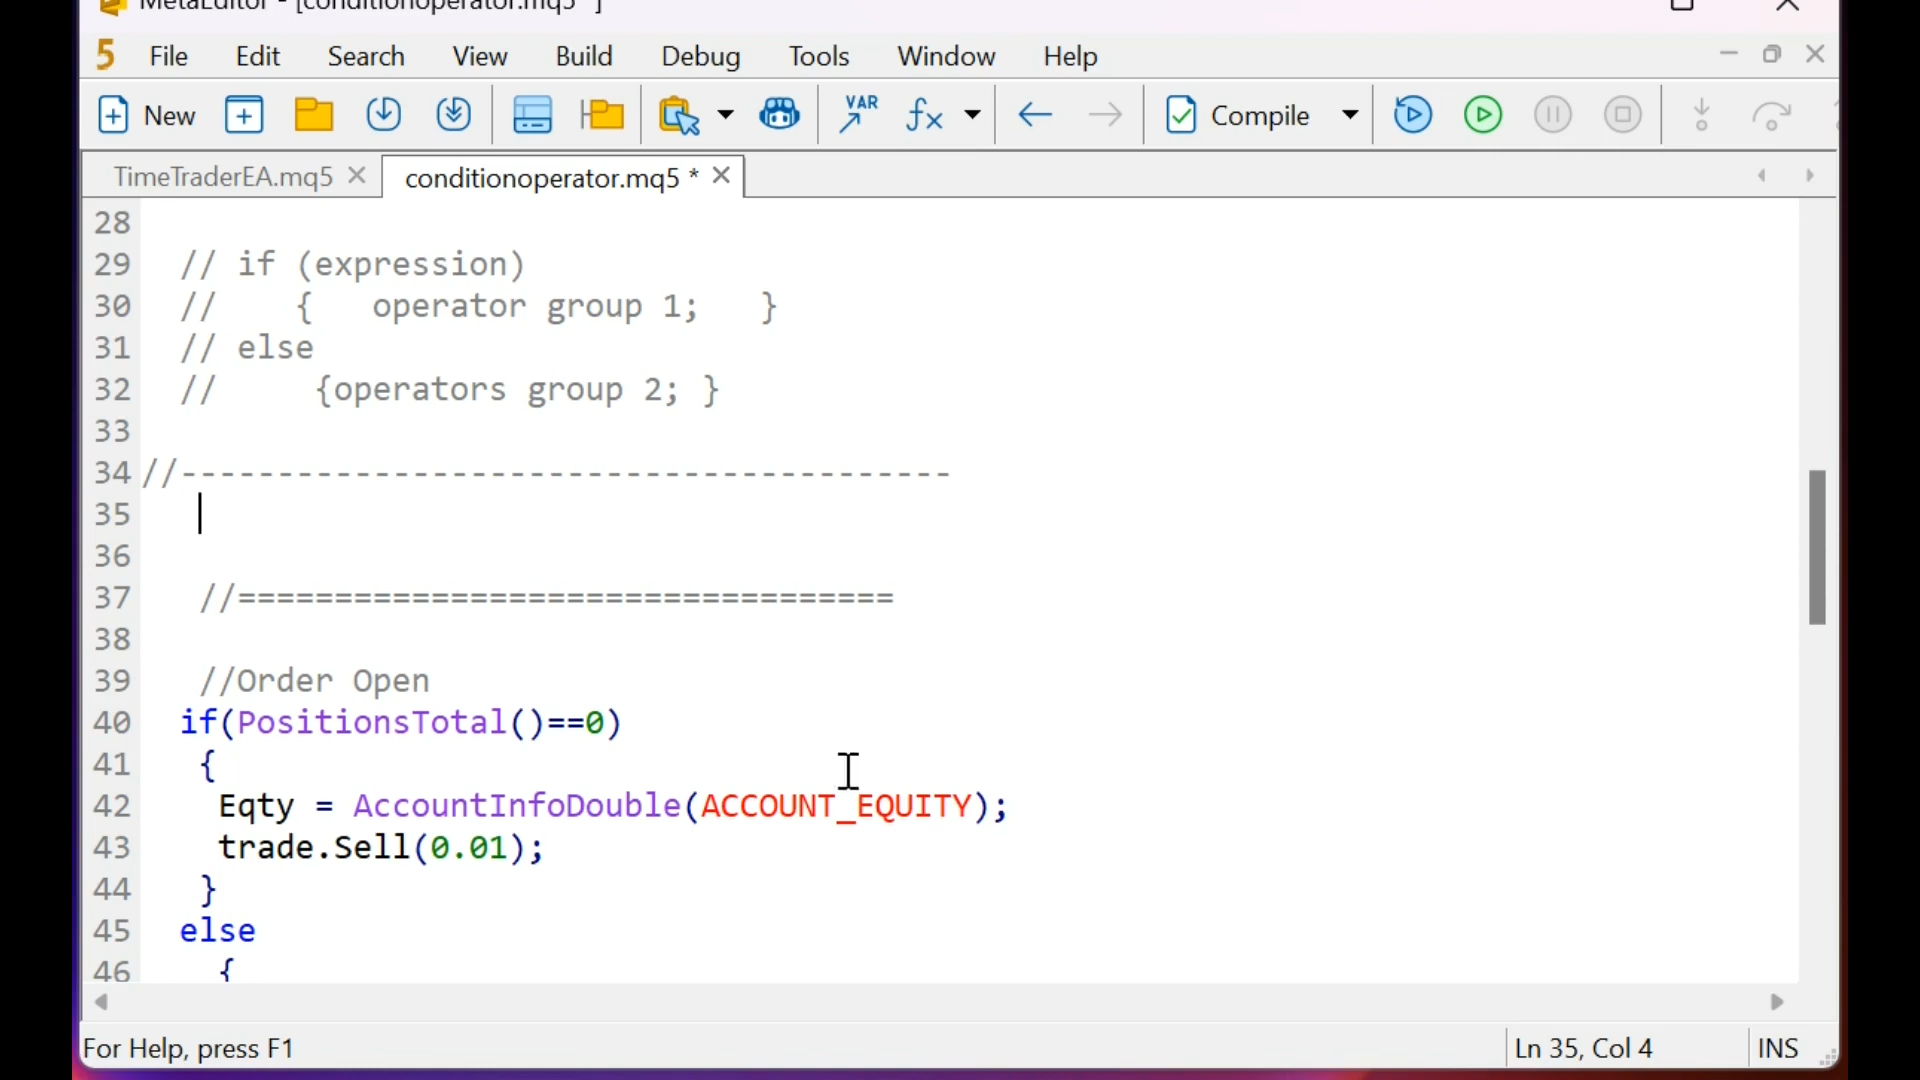 MetaEditor - [conditionoperator.mq5 * ]
5 File Edit Search View Build Debug Tools Window Help
New VAR fx Compile
TimeTraderEA.mq5 conditionoperator.mq5 *
28
29 // if (expression)
30 // { operator group 1; }
31 // else
32 // {operators group 2; }
33
34 //----------------------------------------
35
36
37 //==================================
38
39 //Order Open
40 if(PositionsTotal()==0)
41 {
42 Eqty = AccountInfoDouble(ACCOUNT_EQUITY);
43 trade.Sell(0.01);
44 }
45 else
46 {
For Help, press F1 Ln 35, Col 4 INS